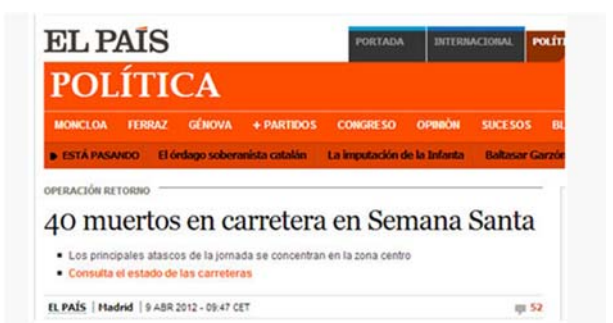 EL PAÍS
PORTADA INTERNACIONAL POLÍT
POLÍTICA
MONCLOA FERRAZ GÉNOVA + PARTIDOS CONGRESO OPINIÓN SUCESOS BL
ESTÁ PASANDO El órdago soberanista catalán La imputación de la Infanta Baltasar Garzón
OPERACIÓN RETORNO
40 muertos en carretera en Semana Santa
Los principales atascos de la jornada se concentran en la zona centro
Consulta el estado de las carreteras
EL PAÍS | Madrid | 9 ABR 2012 - 09:47 CET 52